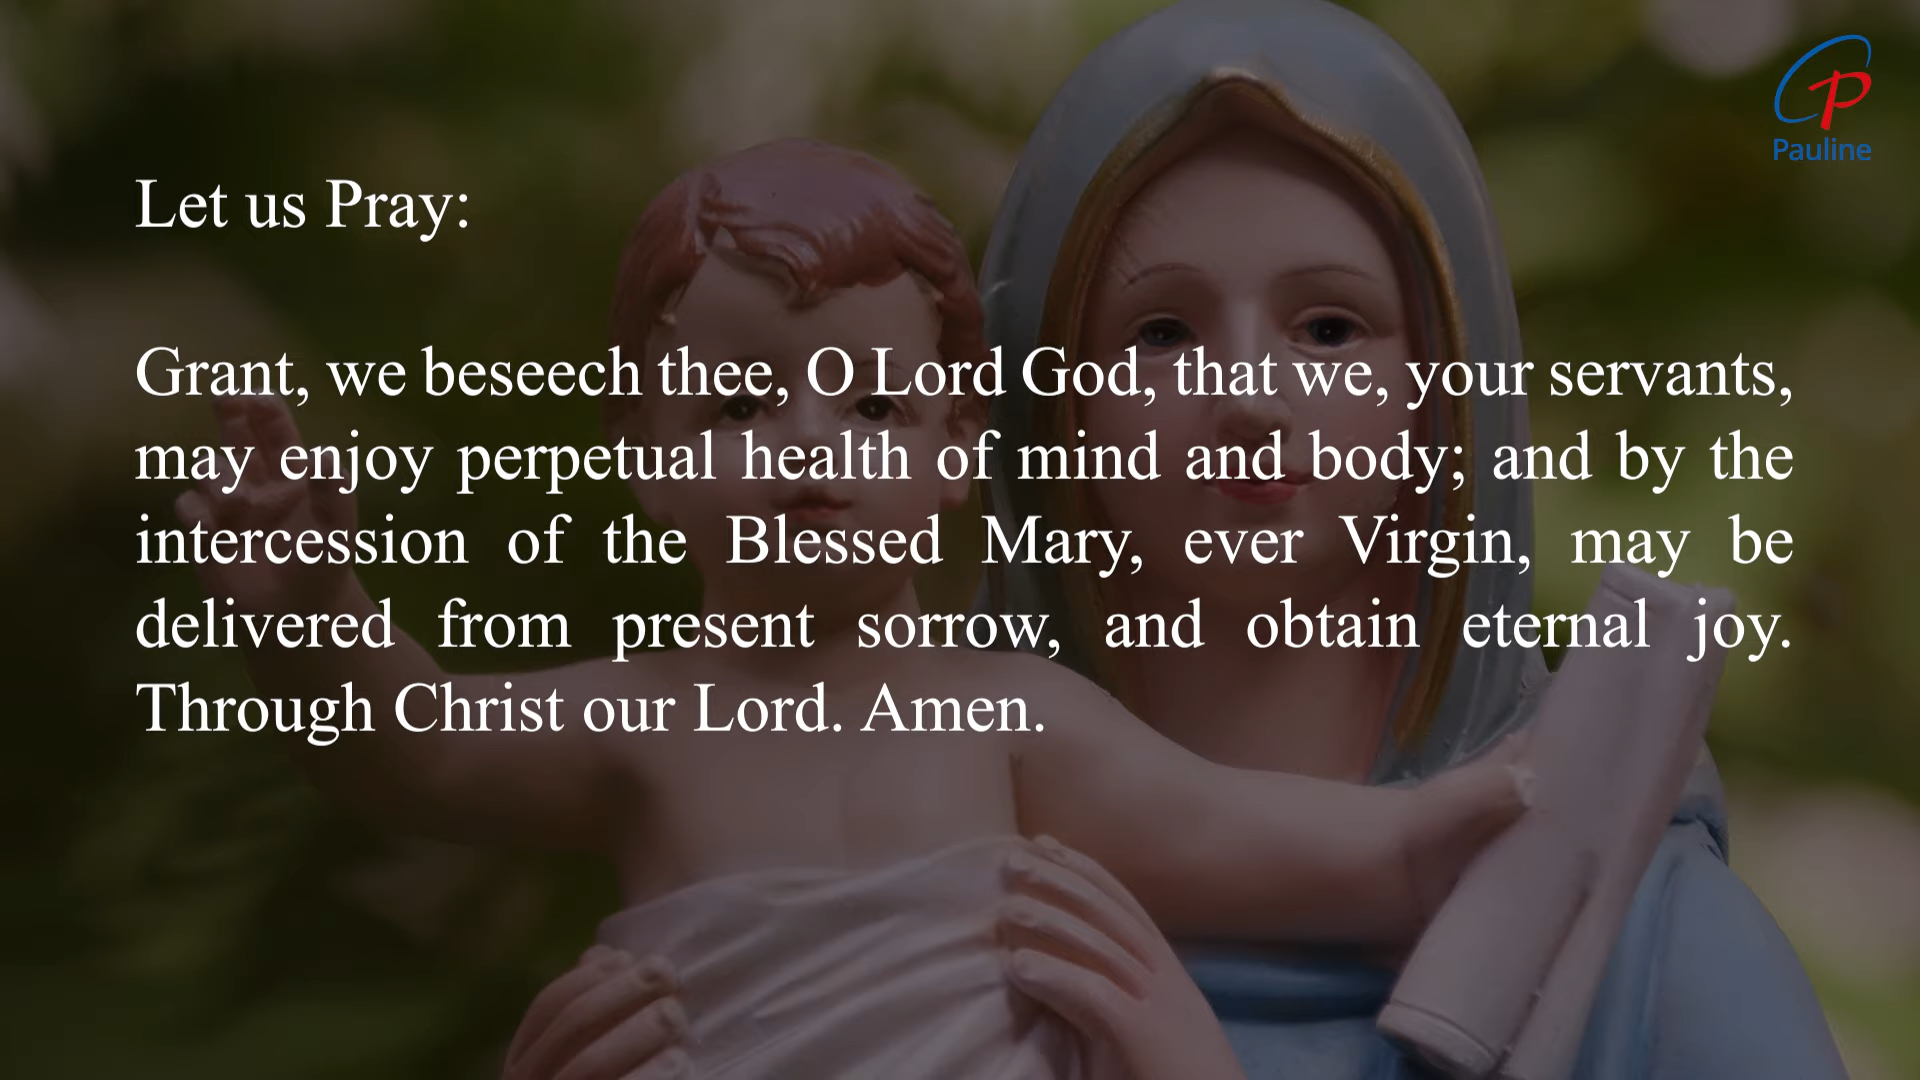 Pauline
Let us Pray:
Grant, we beseech thee, O Lord God, that we, your servants,
may enjoy perpetual health of mind and body; and by the
intercession of the Blessed Mary, ever Virgin, may be
delivered from present sorrow, and obtain eternal joy.
Through Christ our Lord. Amen.